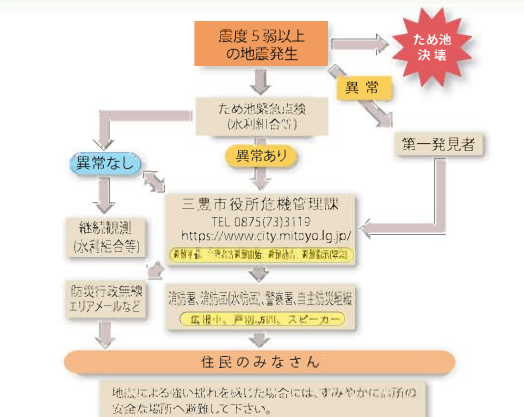 震度5弱以上
の地震発生
ため池
決壊
異常
ため池緊急点検
(水利組合等)
第一発見者
異常なし
異常あり
三豊市役所危機管理課
TEL 0875(73)3119
https://www.city.mitoyo.lg.jp/
継続観測
(水利組合等)
防災行政無線
エリアメールなど
消防署、消防団(水防団)、警察署、自主防災組織
広報車、戸別訪問、スピーカー
住民のみなさん
地震による強い揺れを感じた場合には、すみやかに高所の
安全な場所へ避難して下さい。